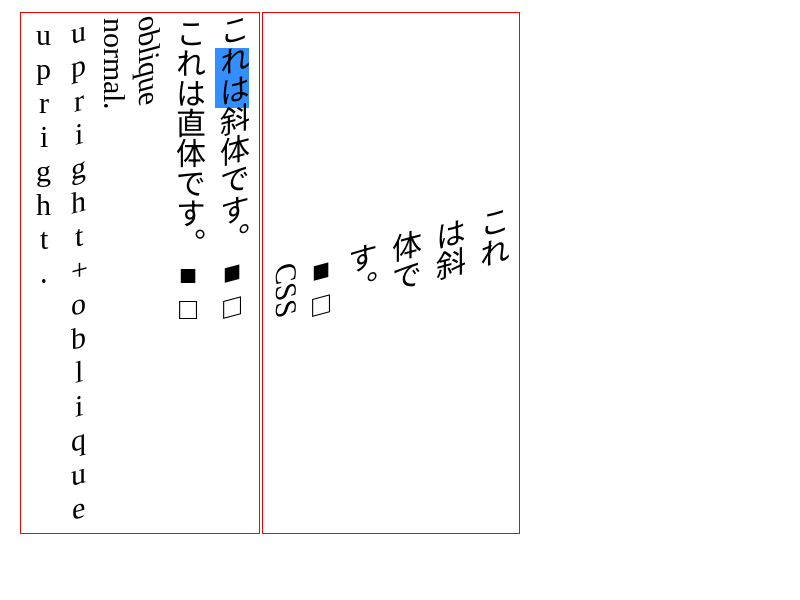 これは斜体です。■□
これは直体です。■□
oblique
normal.
upright+oblique
upright.
これ
は斜
体で
す。
■□
CSS